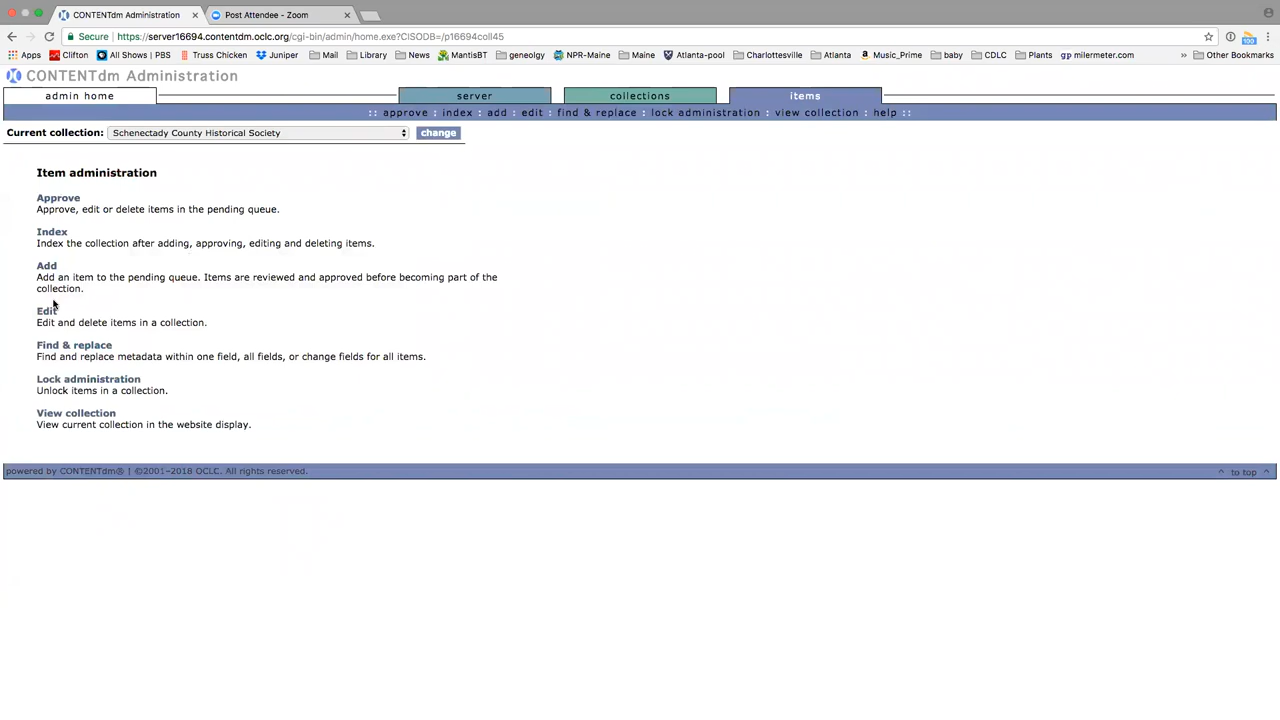 CONTENTdm Administration
Post Attendee - Zoom
Secure
https://server16694.contentdm.oclc.org/cgi-bin/admin/home.exe?CISODB=/p16694coll45
Apps Clifton All Shows | PBS Truss Chicken Juniper Mail Library News MantisBT geneolgy NPR-Maine Maine Atlanta-pool Charlottesville Atlanta Music_Prime baby CDLC Plants gp milermeter.com » Other Bookmarks
CONTENTdm Administration
admin home server collections items
:: approve : index : add : edit : find & replace : lock administration : view collection : help ::
Current collection: Schenectady County Historical Society change
Item administration
Approve
Approve, edit or delete items in the pending queue.
Index
Index the collection after adding, approving, editing and deleting items.
Add
Add an item to the pending queue. Items are reviewed and approved before becoming part of the
collection.
Edit
Edit and delete items in a collection.
Find & replace
Find and replace metadata within one field, all fields, or change fields for all items.
Lock administration
Unlock items in a collection.
View collection
View current collection in the website display.
powered by CONTENTdm® | ©2001-2018 OCLC. All rights reserved. ^ to top ^